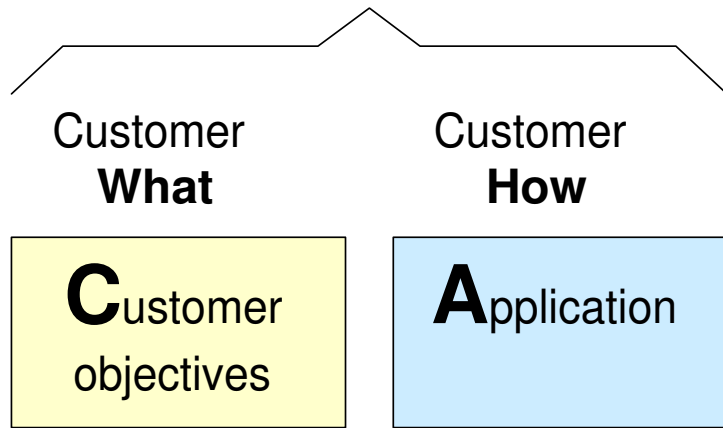 Customer
What
Customer
How
Customer
objectives
Application